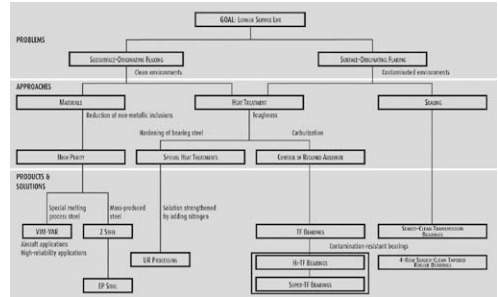 GOAL: LONGER SERVICE LIFE
PROBLEMS
SUBSURFACE-ORIGINATING FLAKING
SURFACE-ORIGINATING FLAKING
Clean environments
Contaminated environments
APPROACHES
MATERIALS
HEAT TREATMENT
SEALING
Reduction of non-metallic inclusions
Toughness
Hardening of bearing steel
Carburization
HIGH PURITY
SPECIAL HEAT TREATMENTS
CONTROL OF RETAINED AUSTENITE
PRODUCTS &
SOLUTIONS
Special melting
process steel
Mass-produced
steel
Solution strengthened
by adding nitrogen
VIM-VAR
Z STEEL
TF BEARINGS
SEALED-CLEAN TRANSMISSION
BEARINGS
Aircraft applications
High-reliability applications
Contamination-resistant bearings
UR PROCESSING
HI-TF BEARINGS
4-ROW SEALED-CLEAN TAPERED
ROLLER BEARINGS
EP STEEL
SUPER-TF BEARINGS